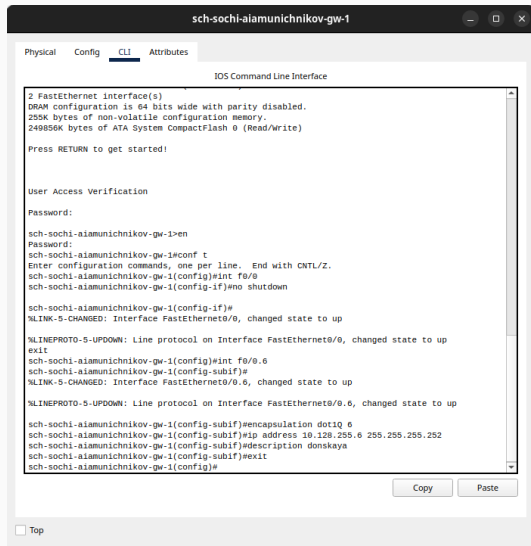 sch-sochi-aiamunichnikov-gw-1
Physical Config CLI Attributes
IOS Command Line Interface
2 FastEthernet interface(s)
DRAM configuration is 64 bits wide with parity disabled.
255K bytes of non-volatile configuration memory.
249856K bytes of ATA System CompactFlash 0 (Read/Write)
Press RETURN to get started!
User Access Verification
Password:
sch-sochi-aiamunichnikov-gw-1>en
Password:
sch-sochi-aiamunichnikov-gw-1#conf t
Enter configuration commands, one per line.  End with CNTL/Z.
sch-sochi-aiamunichnikov-gw-1(config)#int f0/0
sch-sochi-aiamunichnikov-gw-1(config-if)#no shutdown
sch-sochi-aiamunichnikov-gw-1(config-if)#
%LINK-5-CHANGED: Interface FastEthernet0/0, changed state to up
%LINEPROTO-5-UPDOWN: Line protocol on Interface FastEthernet0/0, changed state to up
exit
sch-sochi-aiamunichnikov-gw-1(config)#int f0/0.6
sch-sochi-aiamunichnikov-gw-1(config-subif)#
%LINK-5-CHANGED: Interface FastEthernet0/0.6, changed state to up
%LINEPROTO-5-UPDOWN: Line protocol on Interface FastEthernet0/0.6, changed state to up
sch-sochi-aiamunichnikov-gw-1(config-subif)#encapsulation dot1Q 6
sch-sochi-aiamunichnikov-gw-1(config-subif)#ip address 10.128.255.6 255.255.255.252
sch-sochi-aiamunichnikov-gw-1(config-subif)#description donskaya
sch-sochi-aiamunichnikov-gw-1(config-subif)#exit
sch-sochi-aiamunichnikov-gw-1(config)#
Copy Paste
Top